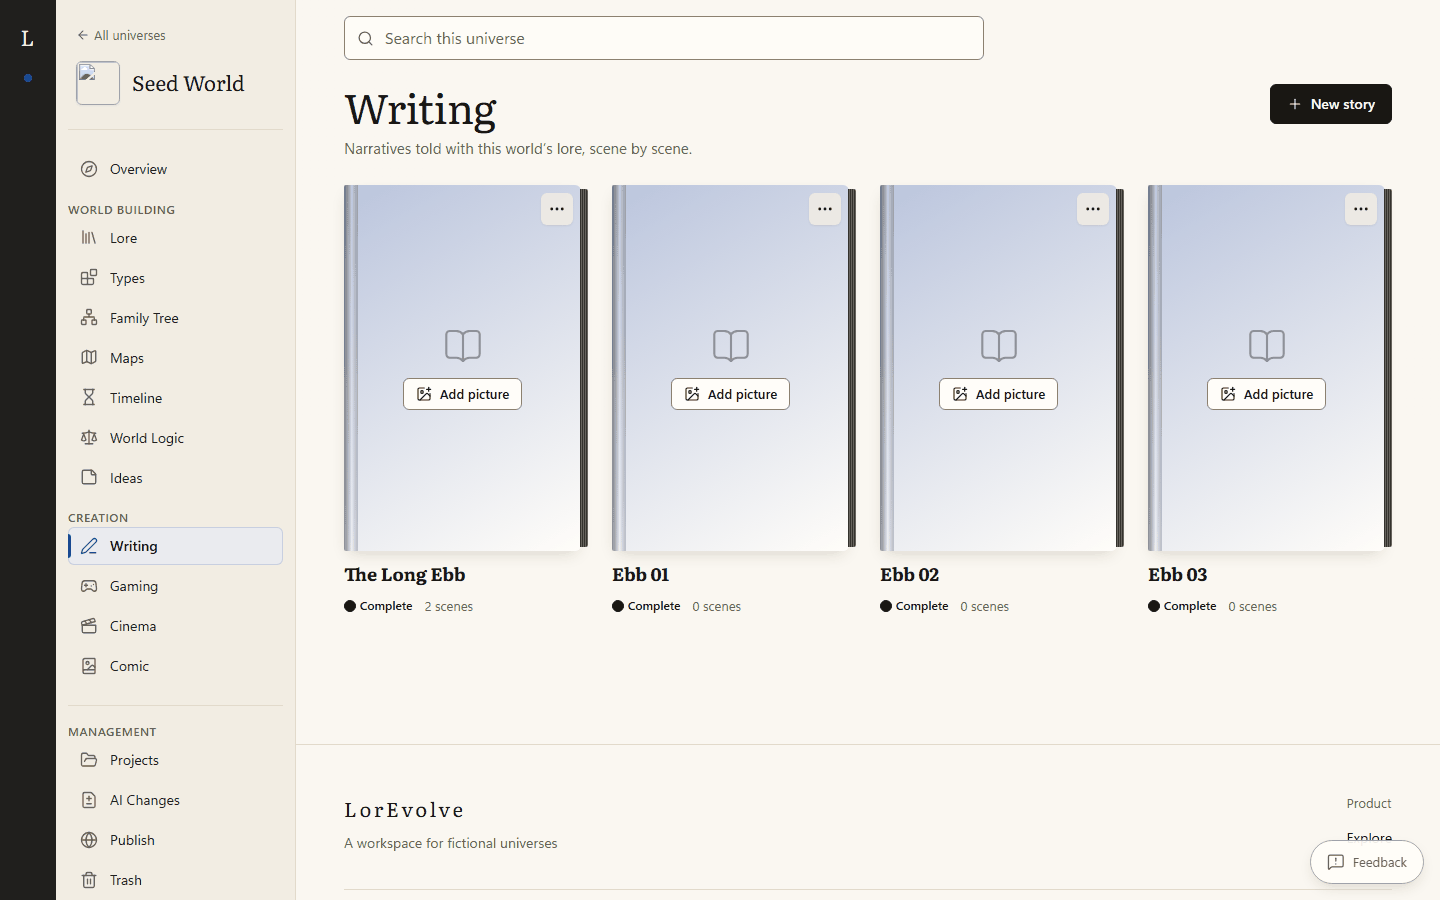 L
All universes
Seed World
Overview
WORLD BUILDING
Lore
Types
Family Tree
Maps
Timeline
World Logic
Ideas
CREATION
Writing
Gaming
Cinema
Comic
MANAGEMENT
Projects
AI Changes
Publish
Trash
Search this universe
Writing
New story
Narratives told with this world’s lore, scene by scene.
Add picture
Add picture
Add picture
Add picture
The Long Ebb
Complete 2 scenes
Ebb 01
Complete 0 scenes
Ebb 02
Complete 0 scenes
Ebb 03
Complete 0 scenes
LorEvolve
A workspace for fictional universes
Product
Explore
Feedback